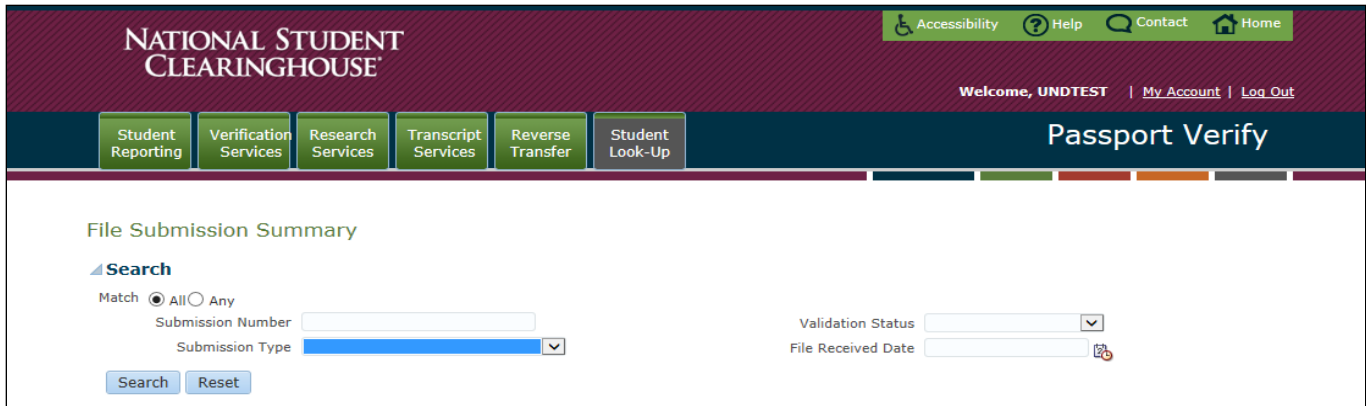 Accessibility Help Contact Home
NATIONAL STUDENT
CLEARINGHOUSE®
Welcome, UNDTEST | My Account | Log Out
Student Reporting Verification Services Research Services Transcript Services Reverse Transfer Student Look-Up
Passport Verify
File Submission Summary
Search
Match All Any
Submission Number
Validation Status
Submission Type
File Received Date
Search Reset